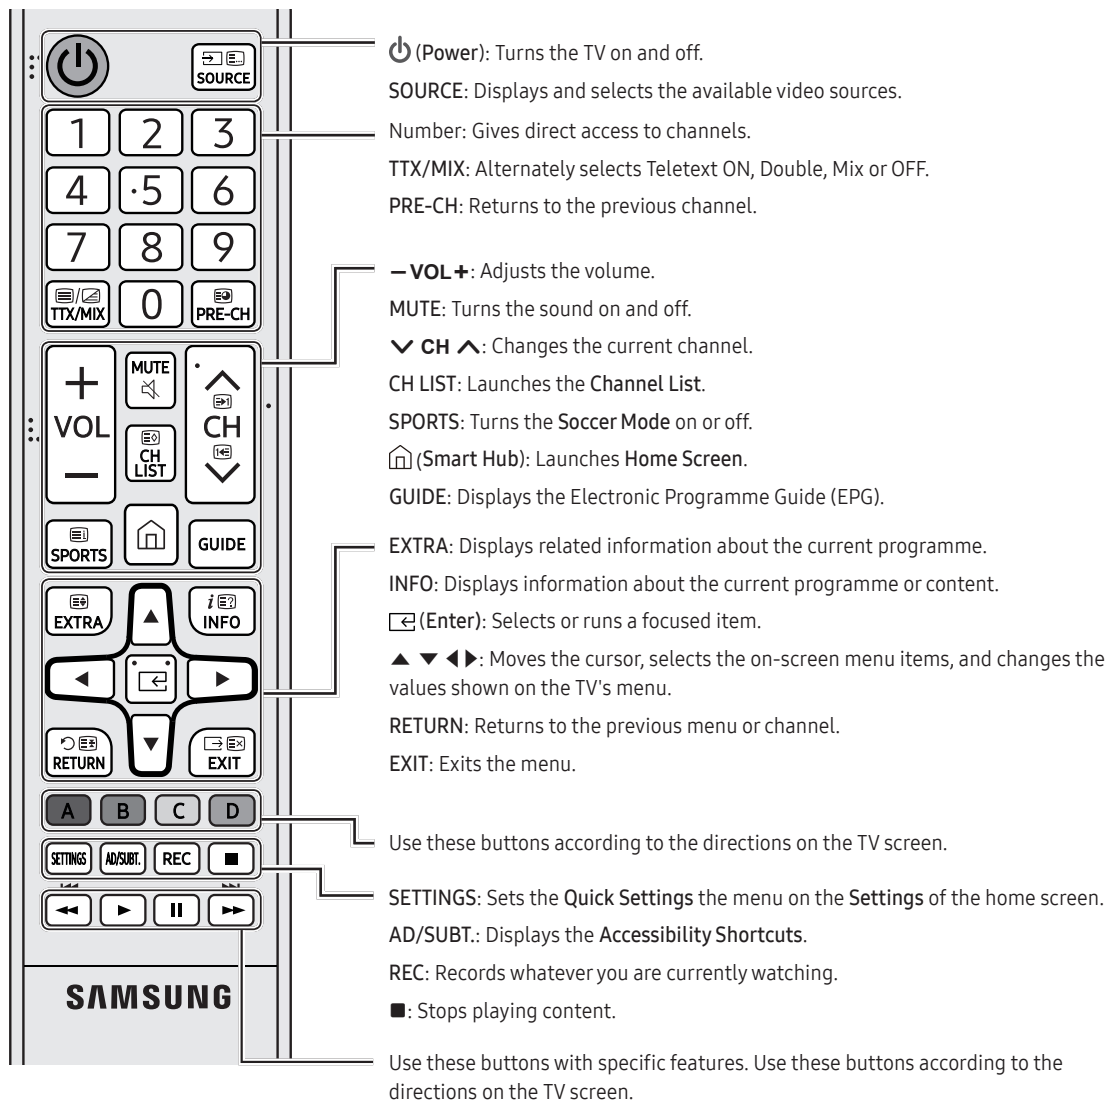 SOURCE
1 2 3
4 ·5 6
7 8 9
TTX/MIX 0 PRE-CH
+ VOL −
MUTE
CH LIST
CH
SPORTS
GUIDE
EXTRA
INFO
RETURN
EXIT
A B C D
SETTINGS AD/SUBT. REC
SAMSUNG
(Power): Turns the TV on and off.
SOURCE: Displays and selects the available video sources.
Number: Gives direct access to channels.
TTX/MIX: Alternately selects Teletext ON, Double, Mix or OFF.
PRE-CH: Returns to the previous channel.
− VOL +: Adjusts the volume.
MUTE: Turns the sound on and off.
CH : Changes the current channel.
CH LIST: Launches the Channel List.
SPORTS: Turns the Soccer Mode on or off.
(Smart Hub): Launches Home Screen.
GUIDE: Displays the Electronic Programme Guide (EPG).
EXTRA: Displays related information about the current programme.
INFO: Displays information about the current programme or content.
(Enter): Selects or runs a focused item.
▲ ▼ ◀ ▶: Moves the cursor, selects the on-screen menu items, and changes the
values shown on the TV's menu.
RETURN: Returns to the previous menu or channel.
EXIT: Exits the menu.
Use these buttons according to the directions on the TV screen.
SETTINGS: Sets the Quick Settings the menu on the Settings of the home screen.
AD/SUBT.: Displays the Accessibility Shortcuts.
REC: Records whatever you are currently watching.
■: Stops playing content.
Use these buttons with specific features. Use these buttons according to the
directions on the TV screen.